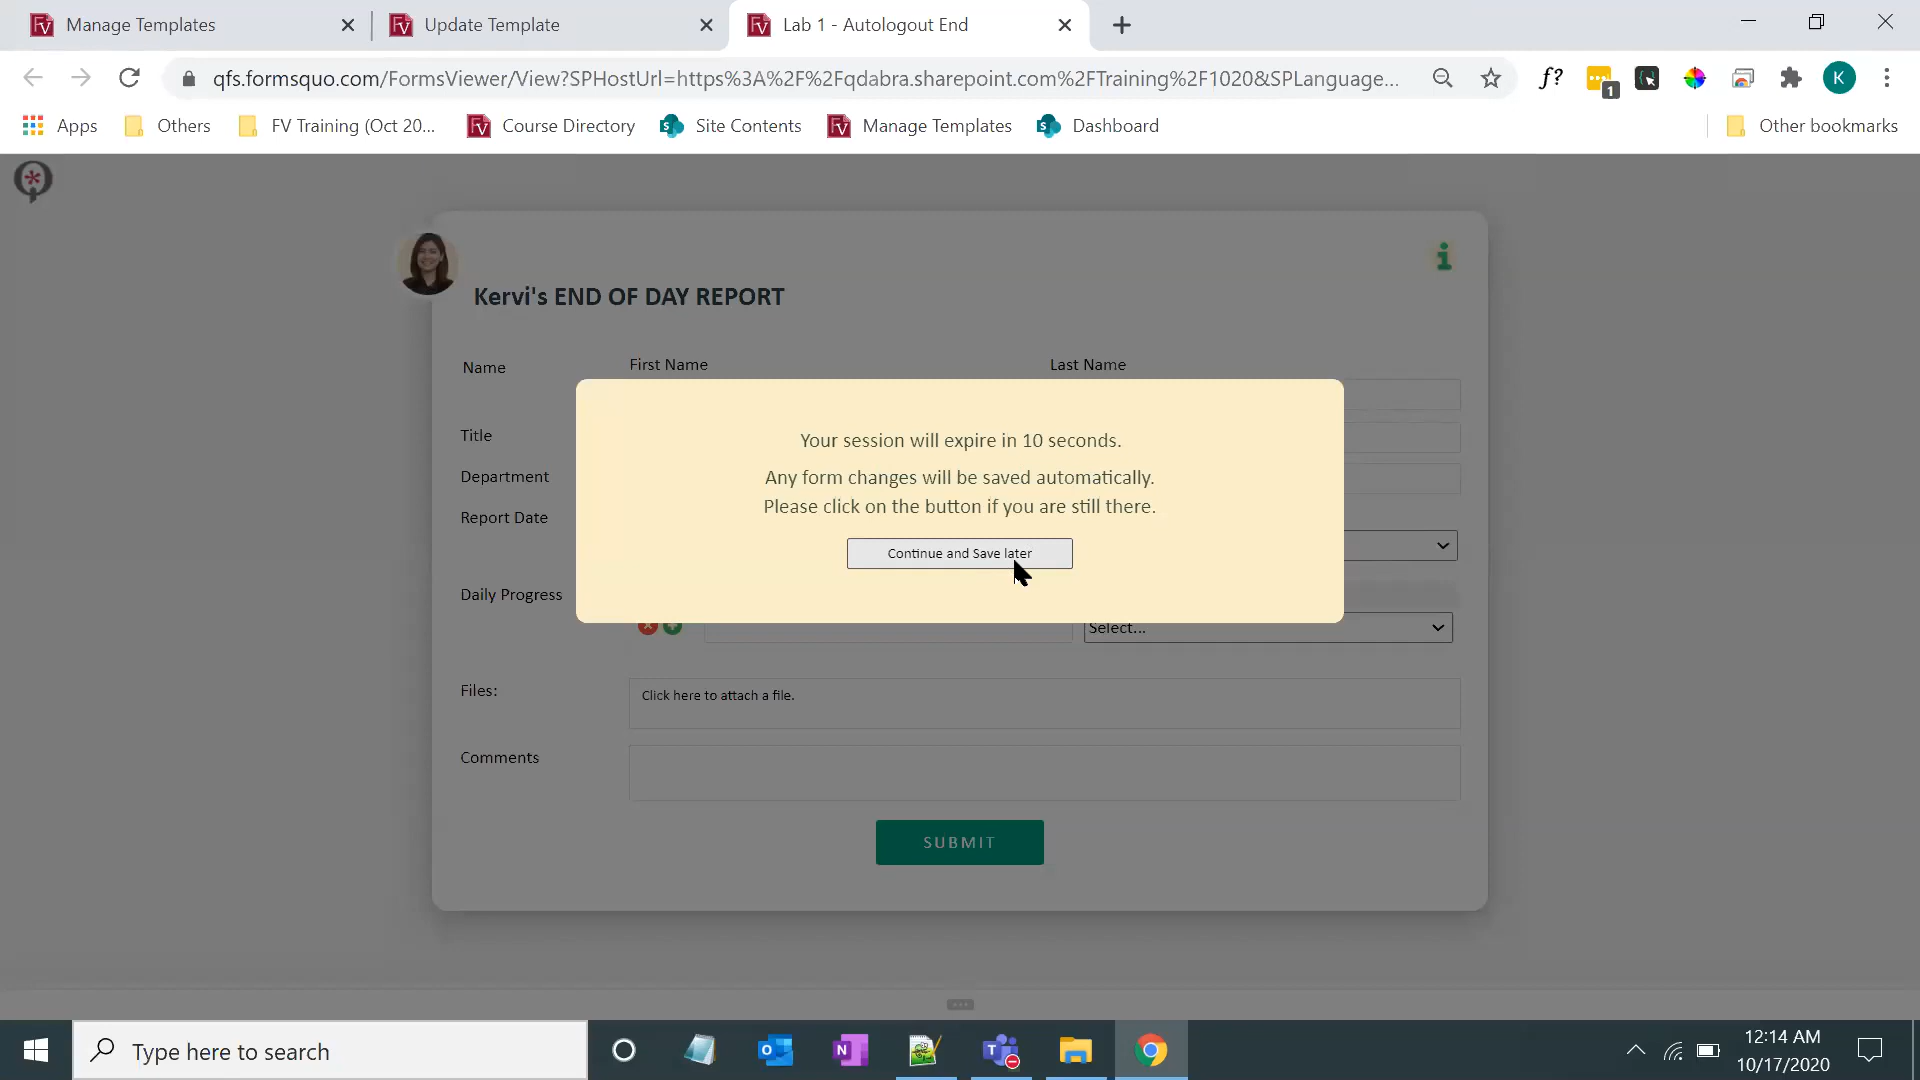 Manage Templates
Update Template
Lab 1 - Autologout End
qfs.formsquo.com/FormsViewer/View?SPHostUrl=https%3A%2F%2Fqdabra.sharepoint.com%2FTraining%2F1020&SPLanguage...
f?
1
K
Apps
Others
FV Training (Oct 20...
Course Directory
Site Contents
Manage Templates
Dashboard
Other bookmarks
Kervi's END OF DAY REPORT
Name
First Name
Last Name
Title
Department
Report Date
Daily Progress
Your session will expire in 10 seconds.
Any form changes will be saved automatically.
Please click on the button if you are still there.
Continue and Save later
Select...
Files:
Click here to attach a file.
Comments
SUBMIT
Type here to search
12:14 AM
10/17/2020